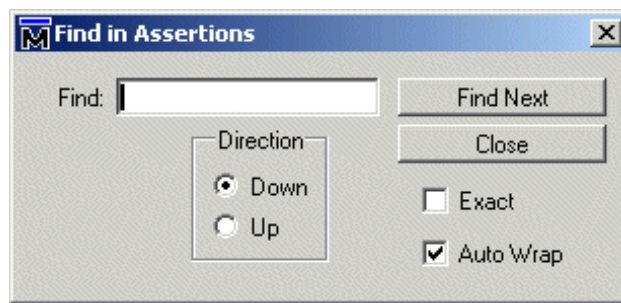 M Find in Assertions
Find:
Find Next
Direction
Close
Down
Exact
Up
Auto Wrap